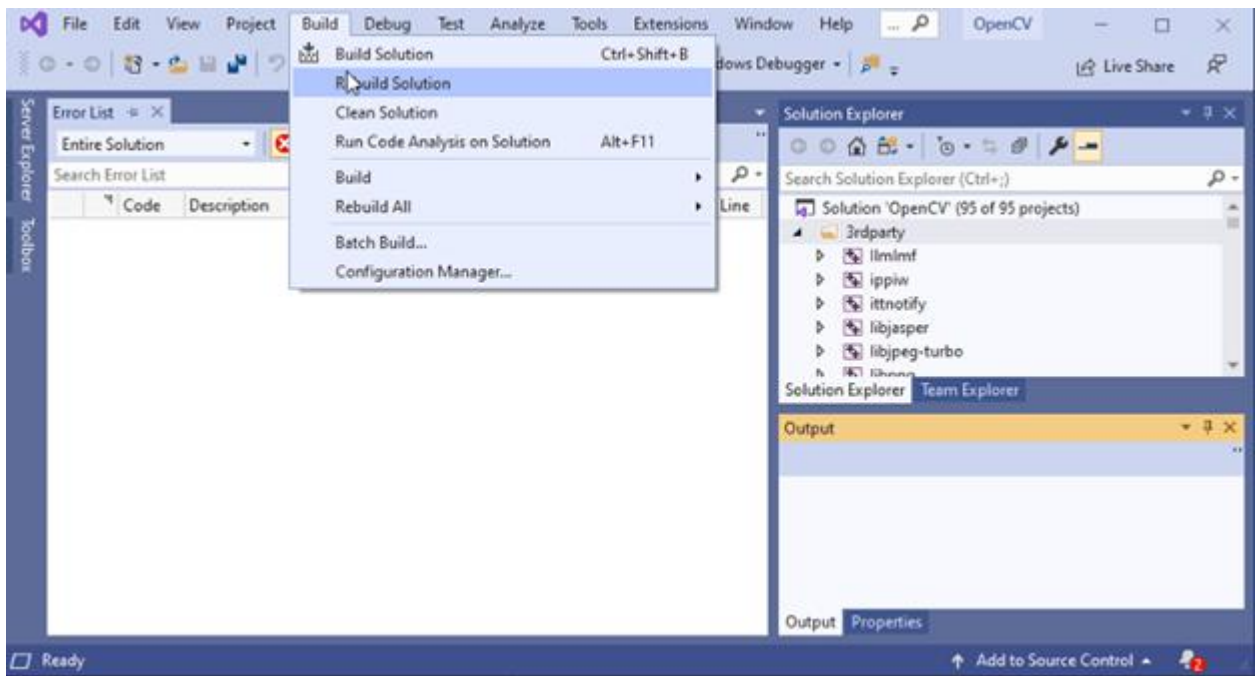 File Edit View Project Build Debug Test Analyze Tools Extensions Window Help ... OpenCV
dows Debugger Live Share
Build Solution Ctrl+Shift+B
Rebuild Solution
Clean Solution
Run Code Analysis on Solution Alt+F11
Build
Rebuild All
Batch Build...
Configuration Manager...
Server Explorer
Toolbox
Error List
Entire Solution
Search Error List
Code Description Line
Solution Explorer
Search Solution Explorer (Ctrl+;)
Solution 'OpenCV' (95 of 95 projects)
3rdparty
ippiw
ittnotify
libjasper
libjpeg-turbo
Solution Explorer Team Explorer
Output
Output Properties
Ready Add to Source Control 2